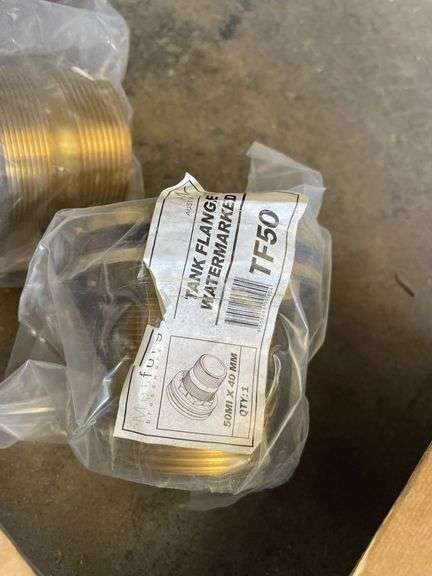 TANK FLANGE
WATERMARKED
TF50
50MI X 40 MM
QTY: 1